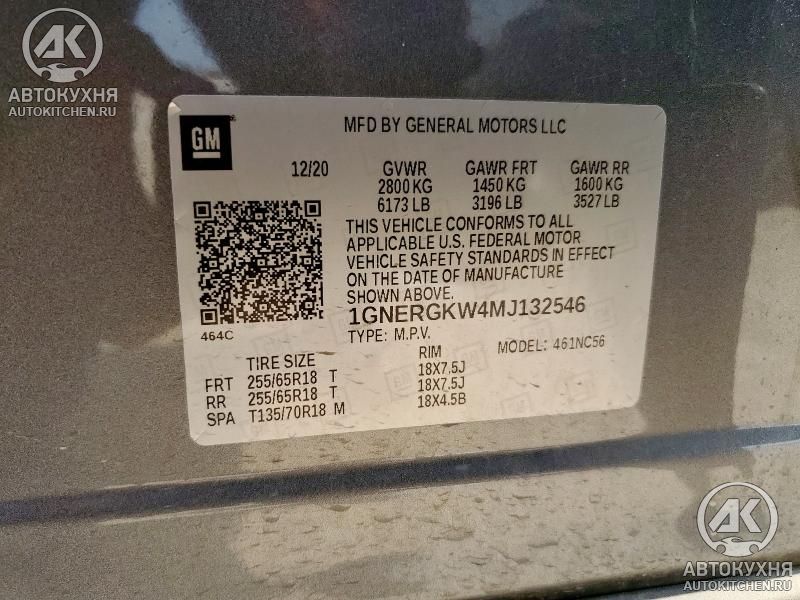 AK
АВТОКУХНЯ
AUTOKITCHEN.RU
GM
MFD BY GENERAL MOTORS LLC
12/20 GVWR GAWR FRT GAWR RR
2800 KG 1450 KG 1600 KG
6173 LB 3196 LB 3527 LB
THIS VEHICLE CONFORMS TO ALL
APPLICABLE U.S. FEDERAL MOTOR
VEHICLE SAFETY STANDARDS IN EFFECT
ON THE DATE OF MANUFACTURE
SHOWN ABOVE.
1GNERGKW4MJ132546
464C
TYPE: M.P.V. MODEL: 461NC56
TIRE SIZE RIM
FRT 255/65R18 T 18X7.5J
RR 255/65R18 T 18X7.5J
SPA T135/70R18 M 18X4.5B
AK
АВТОКУХНЯ
AUTOKITCHEN.RU